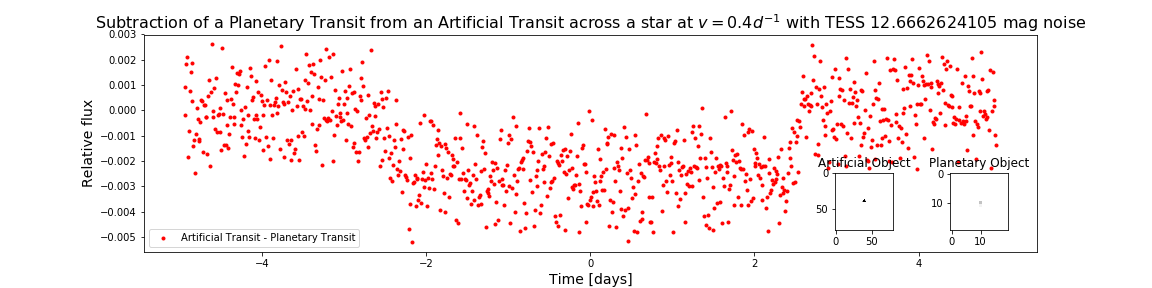 Subtraction of a Planetary Transit from an Artificial Transit across a star at v = 0.4d⁻¹ with TESS 12.6662624105 mag noise
0.003
0.002
0.001
0.000
−0.001
−0.002
−0.003
−0.004
−0.005
Relative flux
Artificial Transit - Planetary Transit
Artificial Object
0
50
0 50
Planetary Object
0
10
0 10
−4 −2 0 2 4
Time [days]